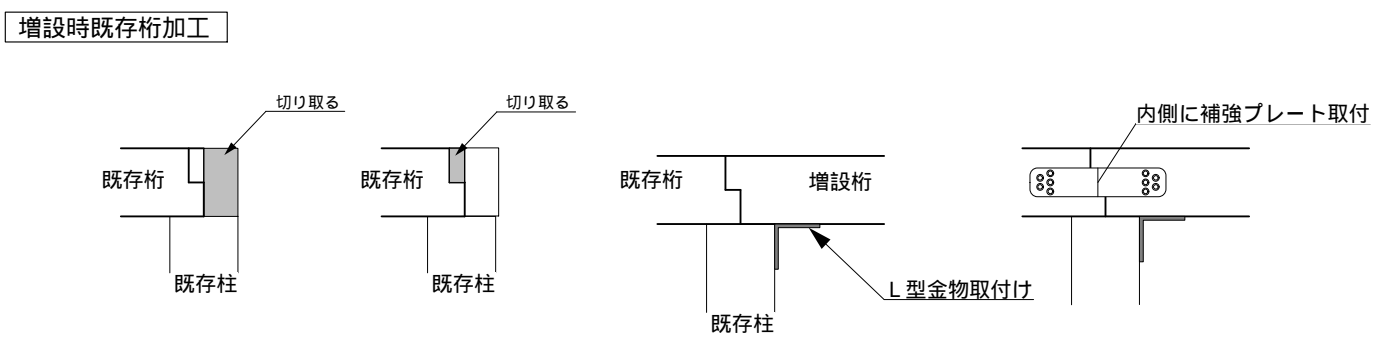 増設時既存桁加工
切り取る
既存桁
既存柱
切り取る
既存桁
既存柱
既存桁
増設桁
L型金物取付け
既存柱
内側に補強プレート取付